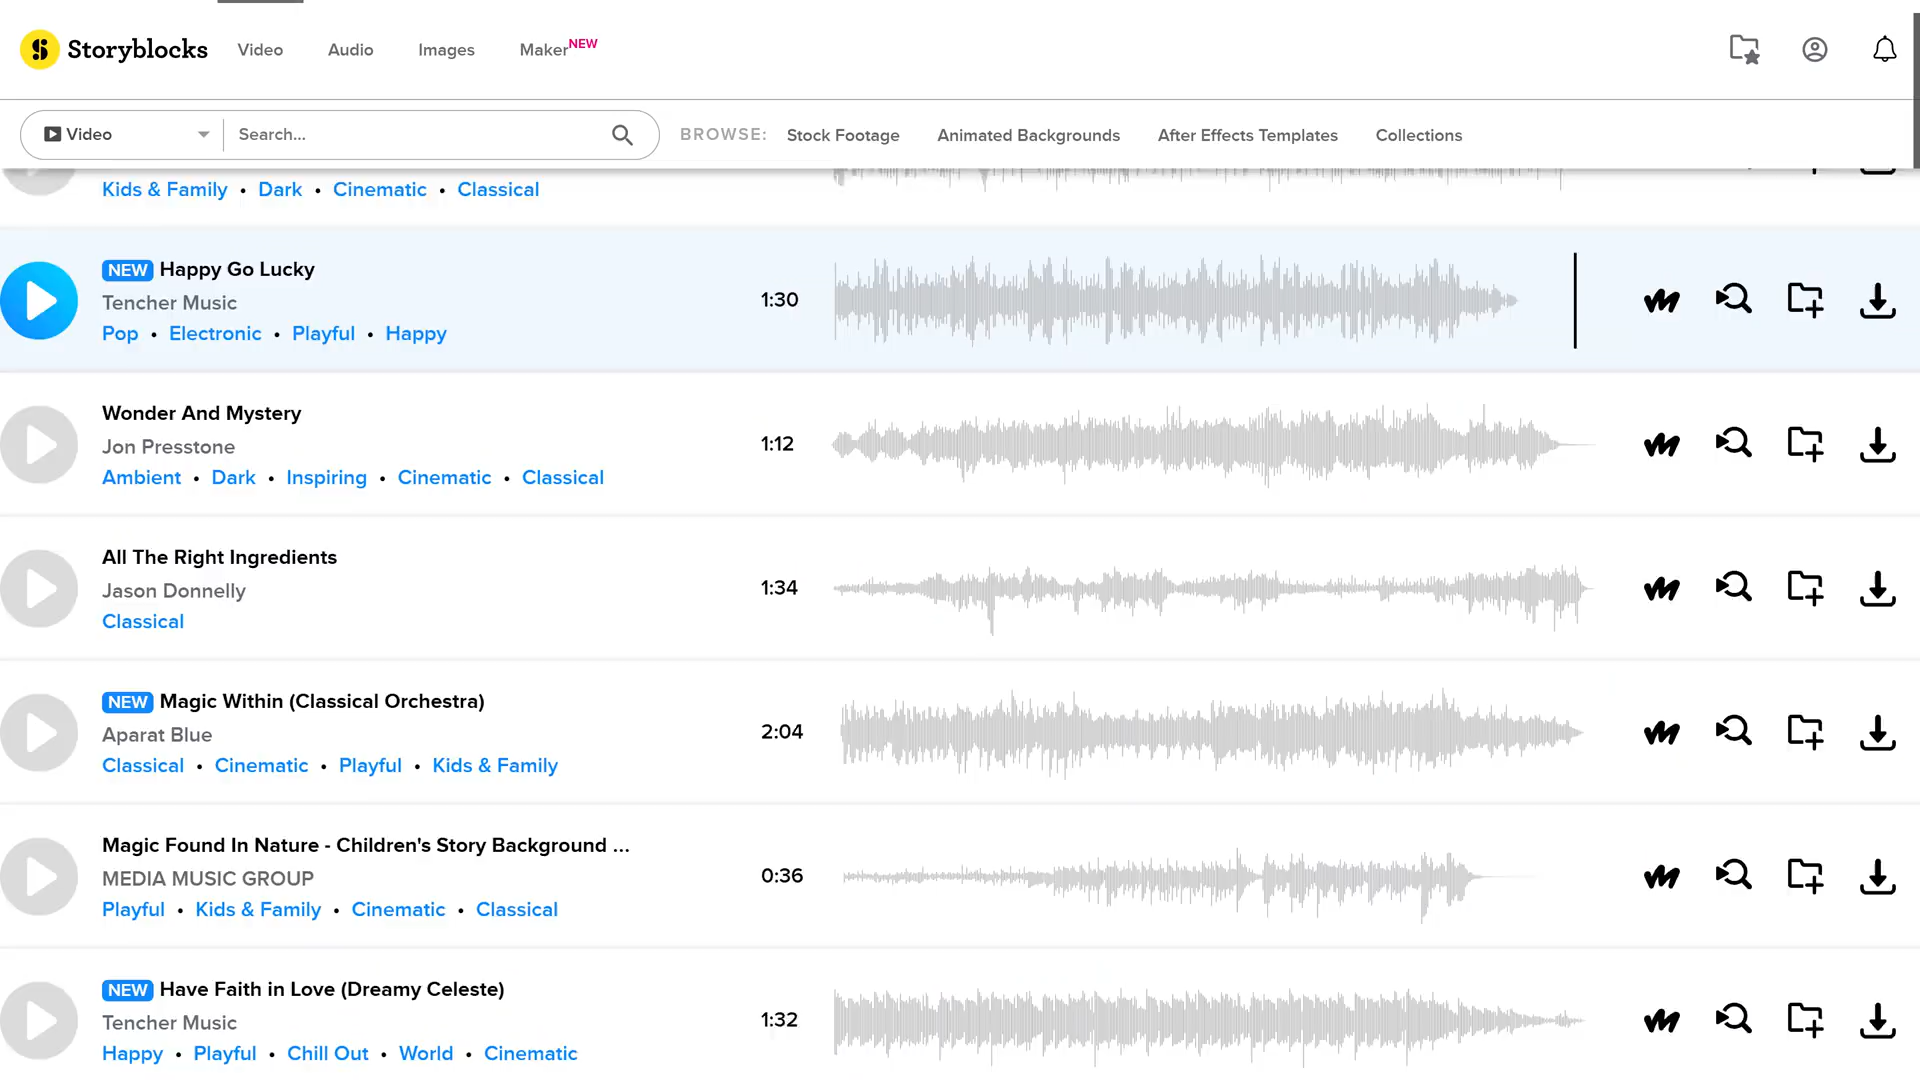 Storyblocks Video Audio Images Maker NEW
Video Search... BROWSE: Stock Footage Animated Backgrounds After Effects Templates Collections
Kids & Family • Dark • Cinematic • Classical
NEW Happy Go Lucky
Tencher Music
Pop • Electronic • Playful • Happy
1:30
Wonder And Mystery
Jon Presstone
Ambient • Dark • Inspiring • Cinematic • Classical
1:12
All The Right Ingredients
Jason Donnelly
Classical
1:34
NEW Magic Within (Classical Orchestra)
Aparat Blue
Classical • Cinematic • Playful • Kids & Family
2:04
Magic Found In Nature - Children's Story Background ...
MEDIA MUSIC GROUP
Playful • Kids & Family • Cinematic • Classical
0:36
NEW Have Faith in Love (Dreamy Celeste)
Tencher Music
Happy • Playful • Chill Out • World • Cinematic
1:32